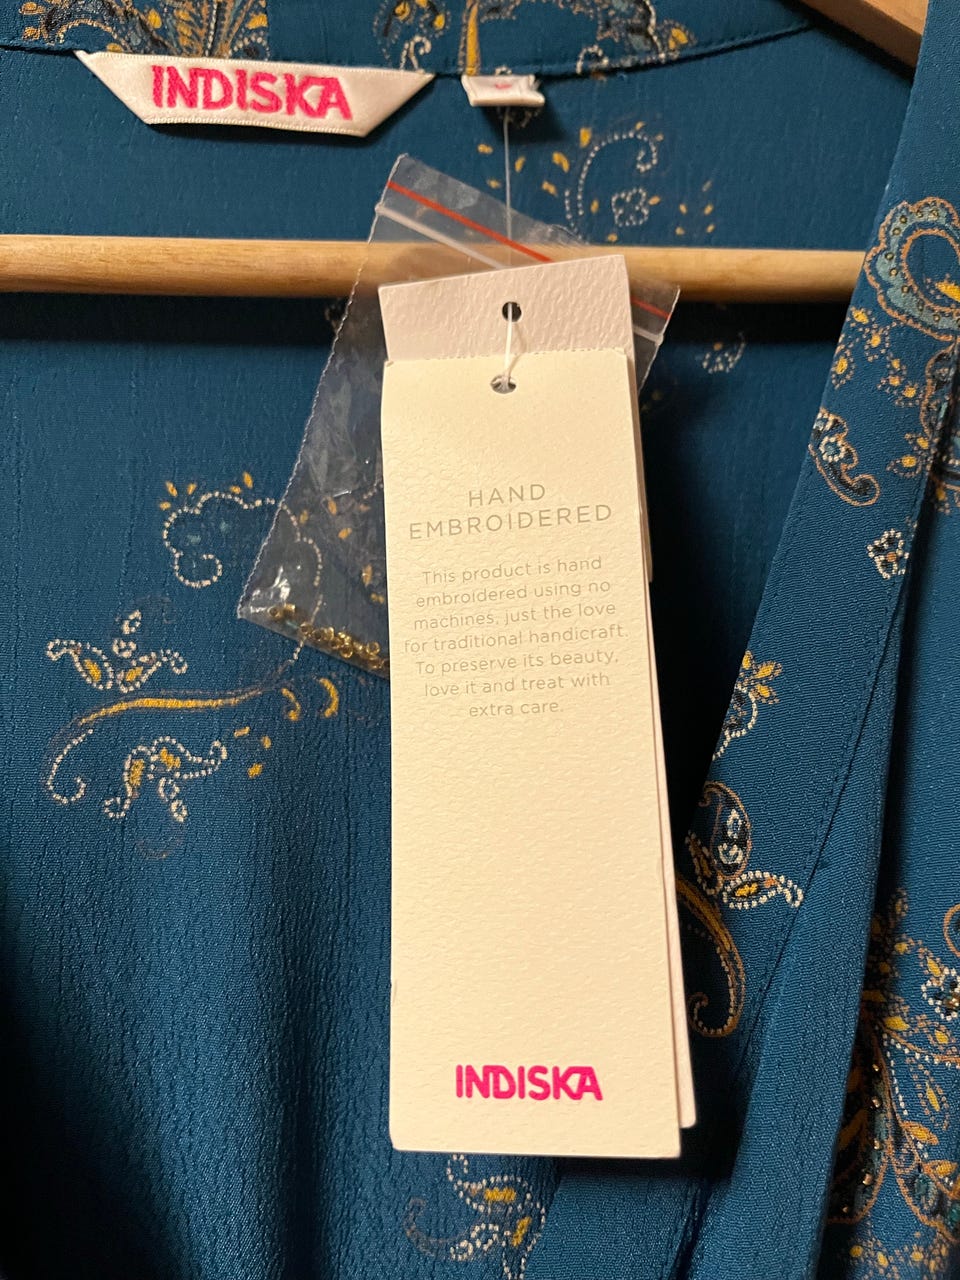 INDISKA
HAND
EMBROIDERED
This product is hand
embroidered using no
machines, just the love
for traditional handicraft.
To preserve its beauty,
love it and treat with
extra care.
INDISKA